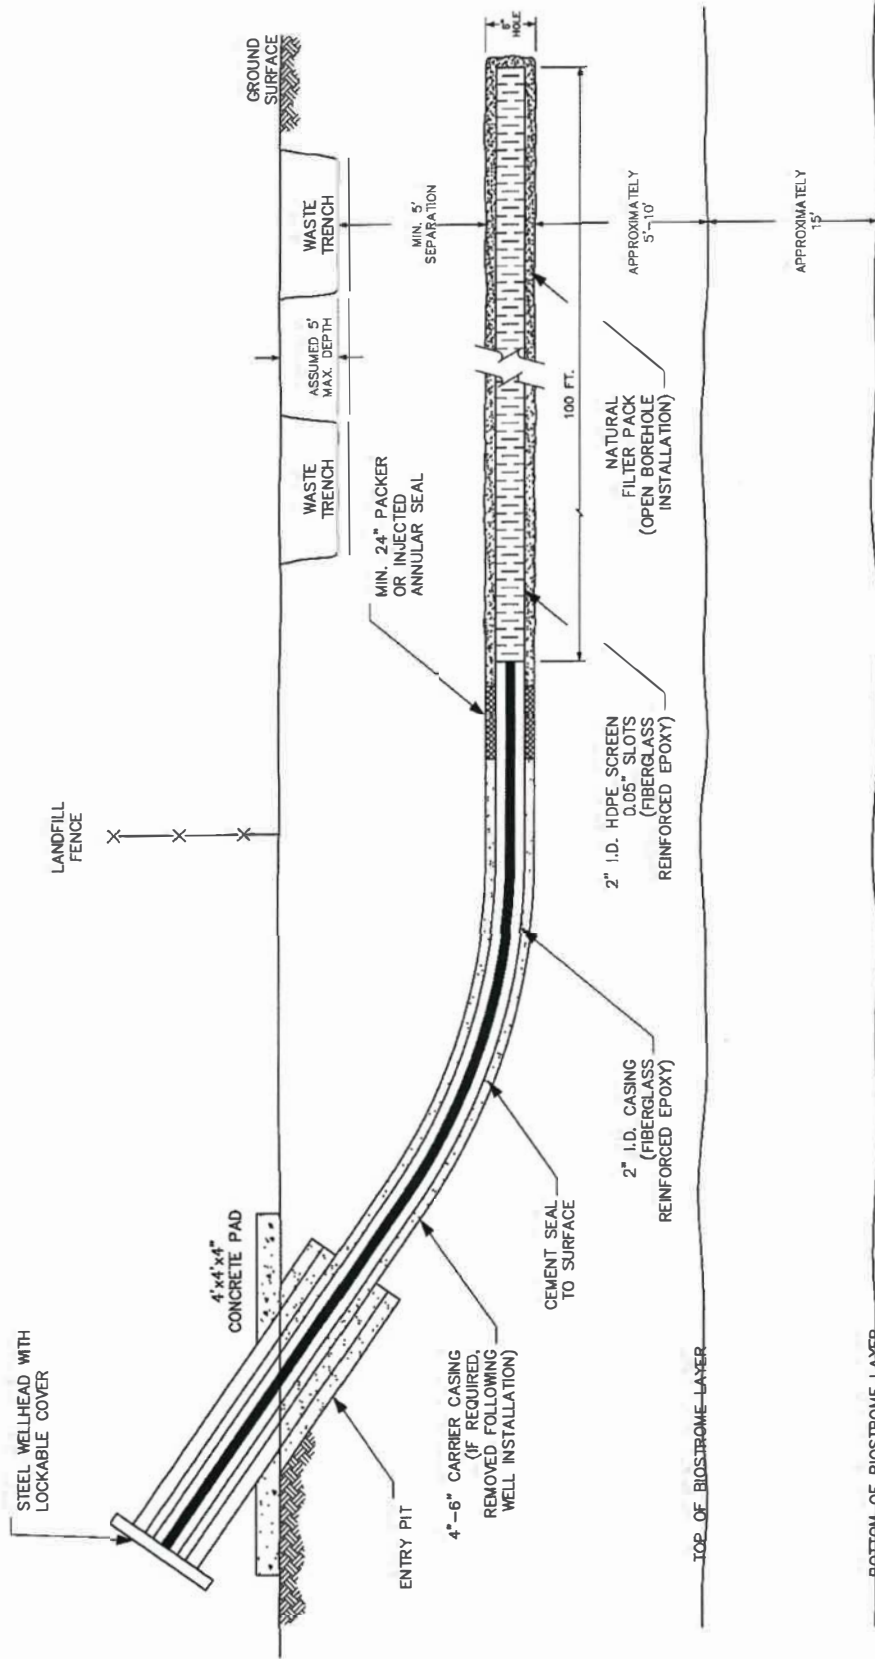 STEEL WELLHEAD WITH
LOCKABLE COVER
4'x4'x4"
CONCRETE PAD
LANDFILL
FENCE
GROUND
SURFACE
WASTE
TRENCH
ASSUMED 5'
MAX. DEPTH
WASTE
TRENCH
MIN. 24" PACKER
OR INJECTED
ANNULAR SEAL
MIN. 5'
SEPARATION
HOLE
100 FT.
APPROXIMATELY
5'-10'
APPROXIMATELY
15'
NATURAL
FILTER PACK
(OPEN BOREHOLE
INSTALLATION)
2" I.D. HDPE SCREEN
0.05" SLOTS
(FIBERGLASS
REINFORCED EPOXY)
2" I.D. CASING
(FIBERGLASS
REINFORCED EPOXY)
CEMENT SEAL
TO SURFACE
4"-6" CARRIER CASING
(IF REQUIRED,
REMOVED FOLLOWING
WELL INSTALLATION)
ENTRY PIT
TOP OF BIOSTROME LAYER
BOTTOM OF BIOSTROME LAYER